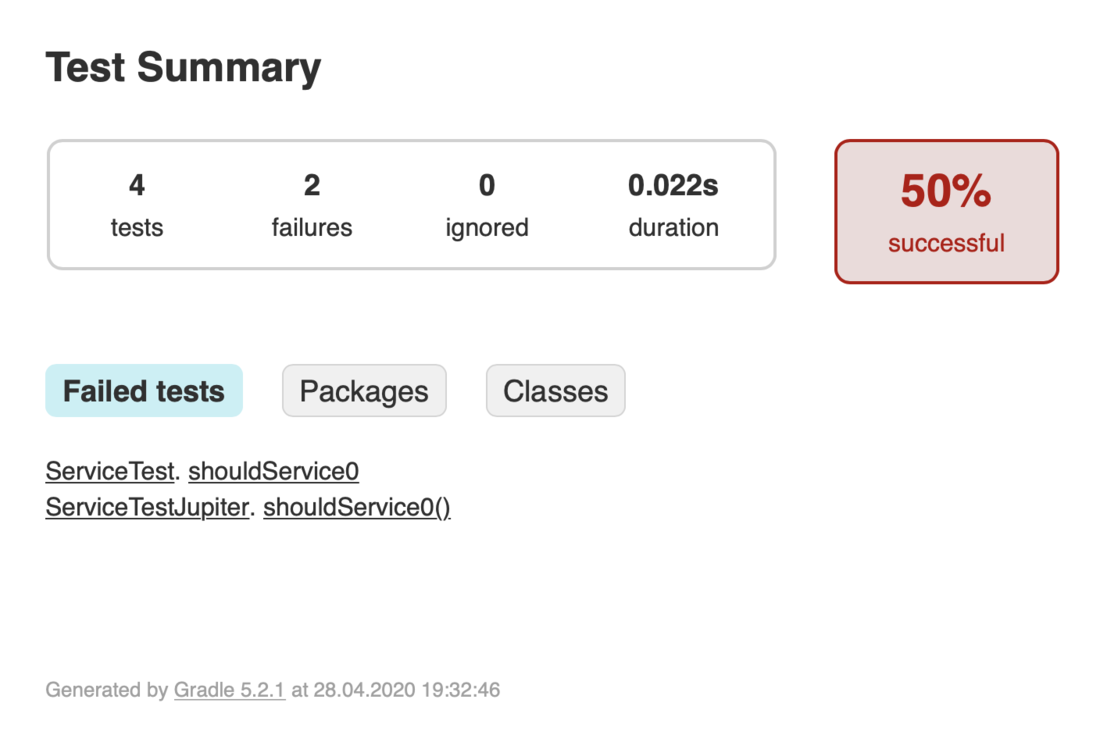 Test Summary
4 2 0 0.022s
tests failures ignored duration
50%
successful
Failed tests Packages Classes
ServiceTest. shouldService0
ServiceTestJupiter. shouldService0()
Generated by Gradle 5.2.1 at 28.04.2020 19:32:46